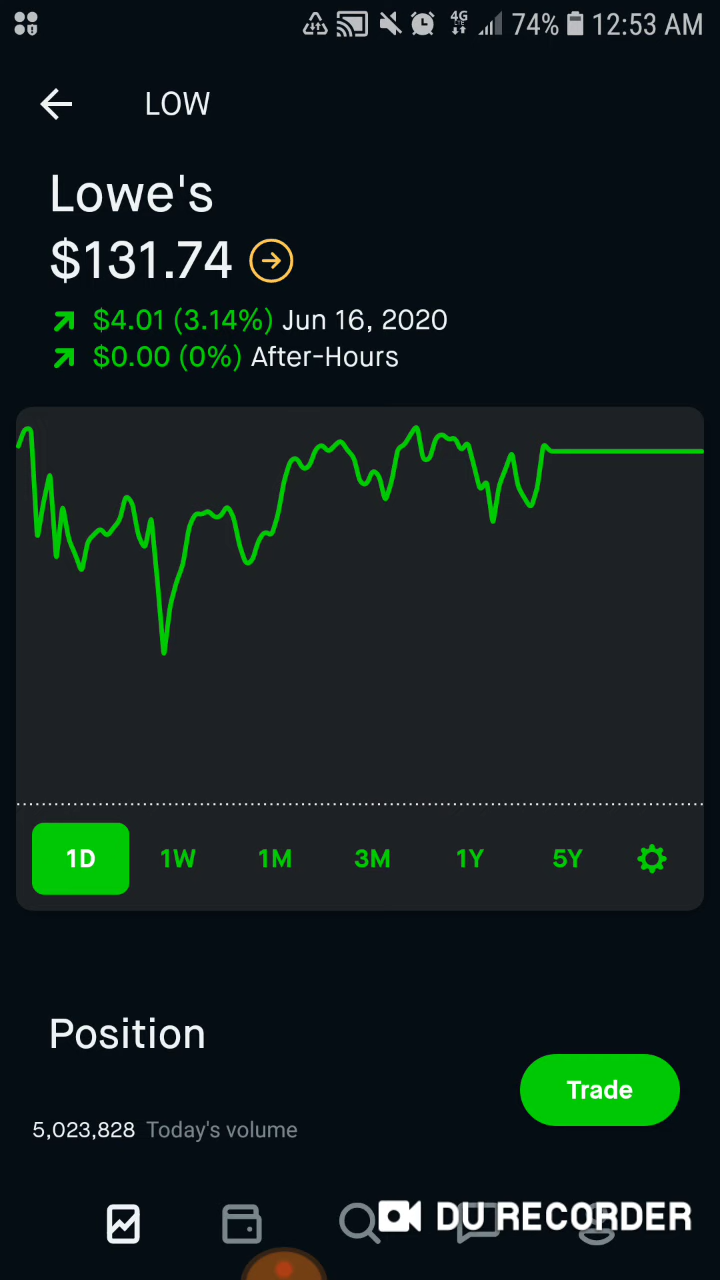 4G 74% 12:53 AM
LOW
Lowe's
$131.74
$4.01 (3.14%) Jun 16, 2020
$0.00 (0%) After-Hours
1D 1W 1M 3M 1Y 5Y
Position
Trade
5,023,828 Today's volume
DU RECORDER